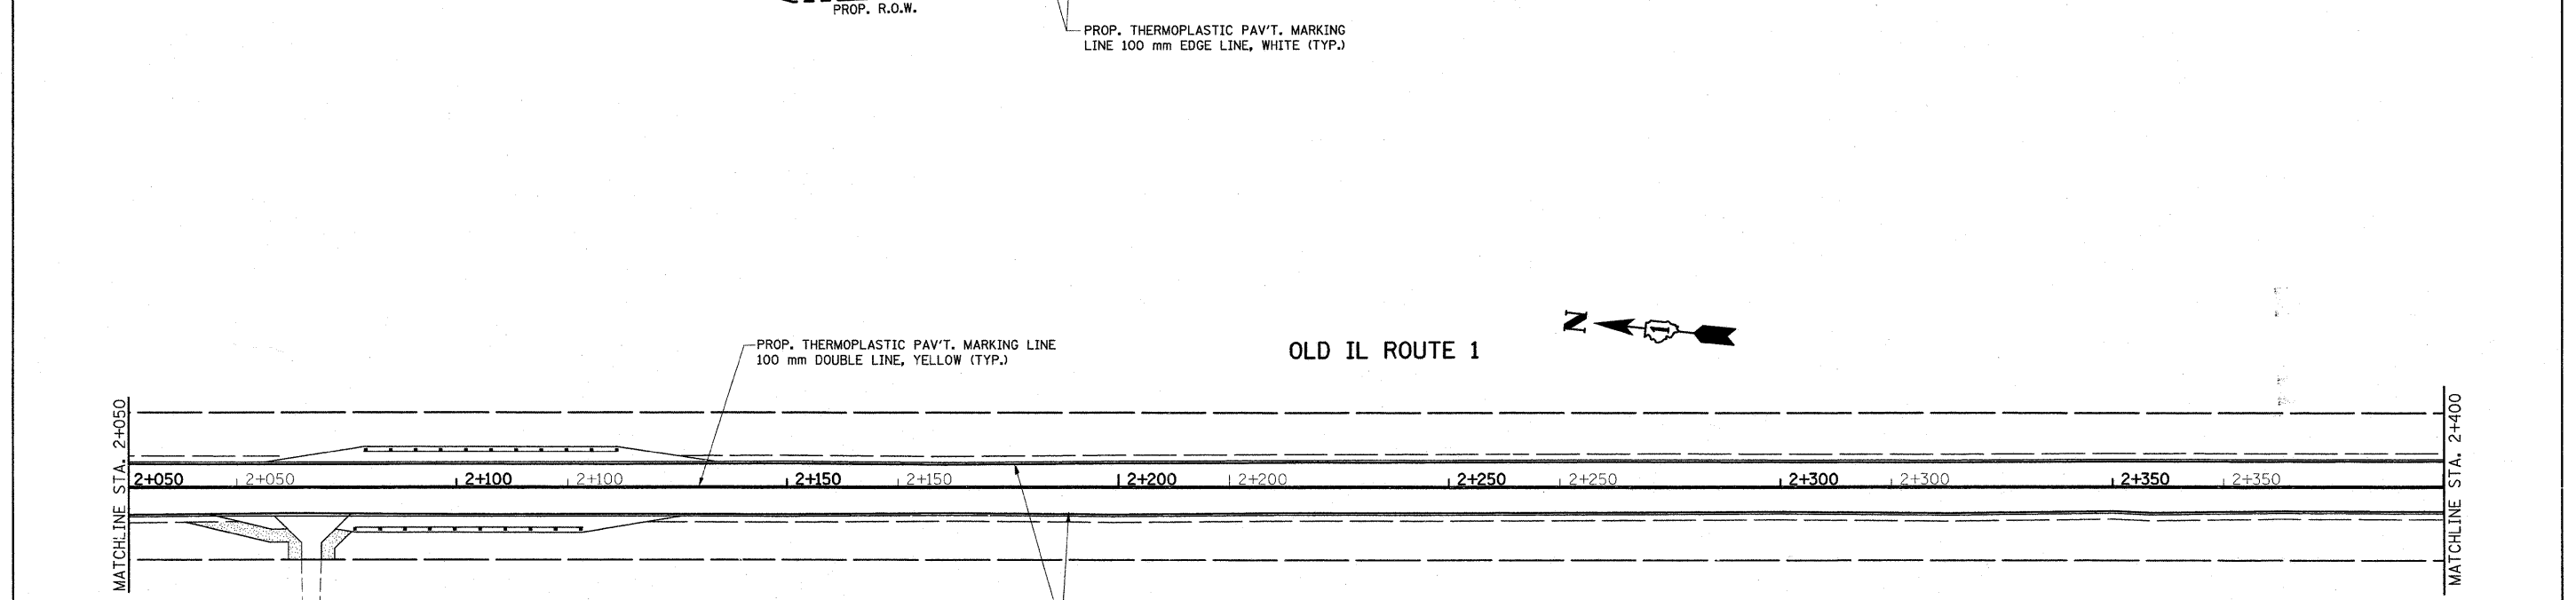 PROP. R.O.W.
PROP. THERMOPLASTIC PAV'T. MARKING
LINE 100 mm EDGE LINE, WHITE (TYP.)
N
1
PROP. THERMOPLASTIC PAV'T. MARKING LINE
100 mm DOUBLE LINE, YELLOW (TYP.)
OLD IL ROUTE 1
MATCHLINE STA. 2+050
2+050 2+050 2+100 2+100 2+150 2+150 2+200 2+200 2+250 2+250 2+300 2+300 2+350 2+350
MATCHLINE STA. 2+400